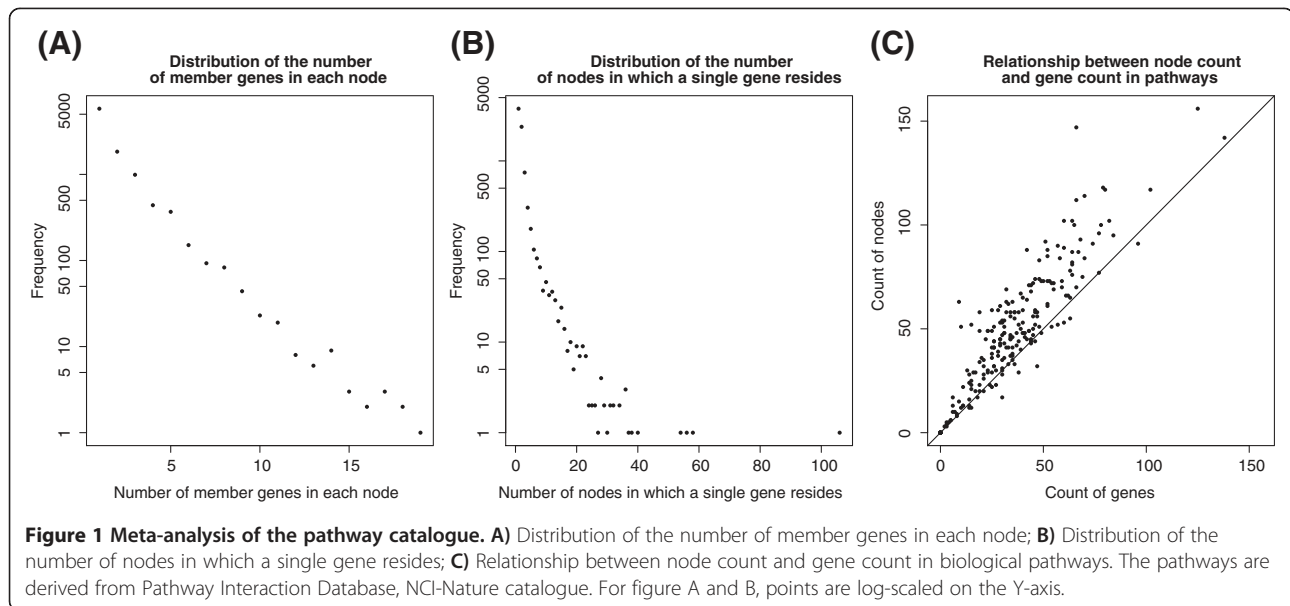 (A)
Distribution of the number
of member genes in each node
Frequency
5000
500
50 100
10
5
1
5 10 15
Number of member genes in each node
(B)
Distribution of the number
of nodes in which a single gene resides
Frequency
5000
500
50 100
10
5
1
0 20 40 60 80 100
Number of nodes in which a single gene resides
(C)
Relationship between node count
and gene count in pathways
Count of nodes
150
100
50
0
0 50 100 150
Count of genes
Figure 1 Meta-analysis of the pathway catalogue. A) Distribution of the number of member genes in each node; B) Distribution of the
number of nodes in which a single gene resides; C) Relationship between node count and gene count in biological pathways. The pathways are
derived from Pathway Interaction Database, NCI-Nature catalogue. For figure A and B, points are log-scaled on the Y-axis.